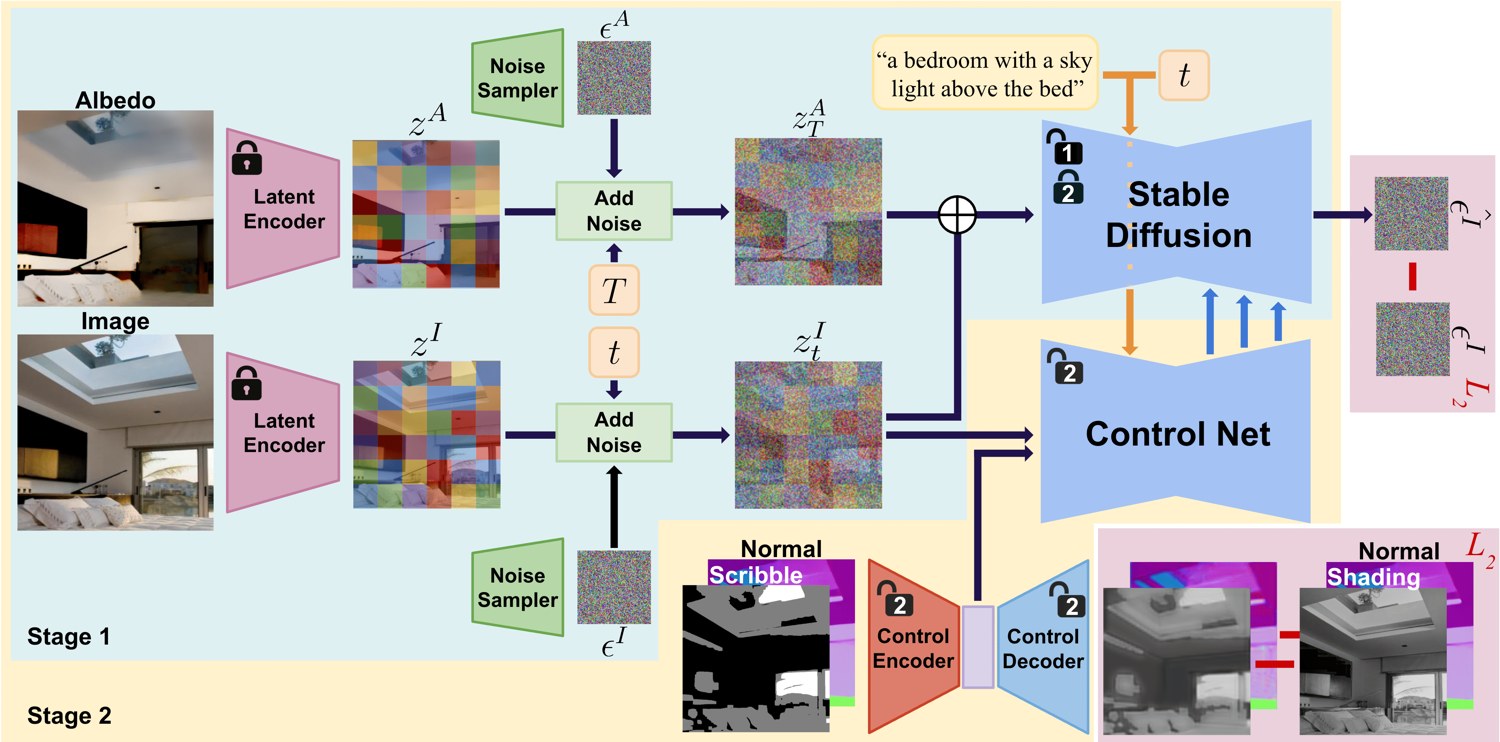 Albedo
Latent
Encoder
z^A
Noise
Sampler
ϵ^A
Add
Noise
T
z_T^A
“a bedroom with a sky
light above the bed”
t
1
2
Stable
Diffusion
ϵ̂^I
ϵ^I
L_2
Image
Latent
Encoder
z^I
t
Add
Noise
z_t^I
2
Control Net
Noise
Sampler
ϵ^I
Normal
Scribble
2
Control
Encoder
2
Control
Decoder
Normal
Shading
L_2
Stage 1
Stage 2